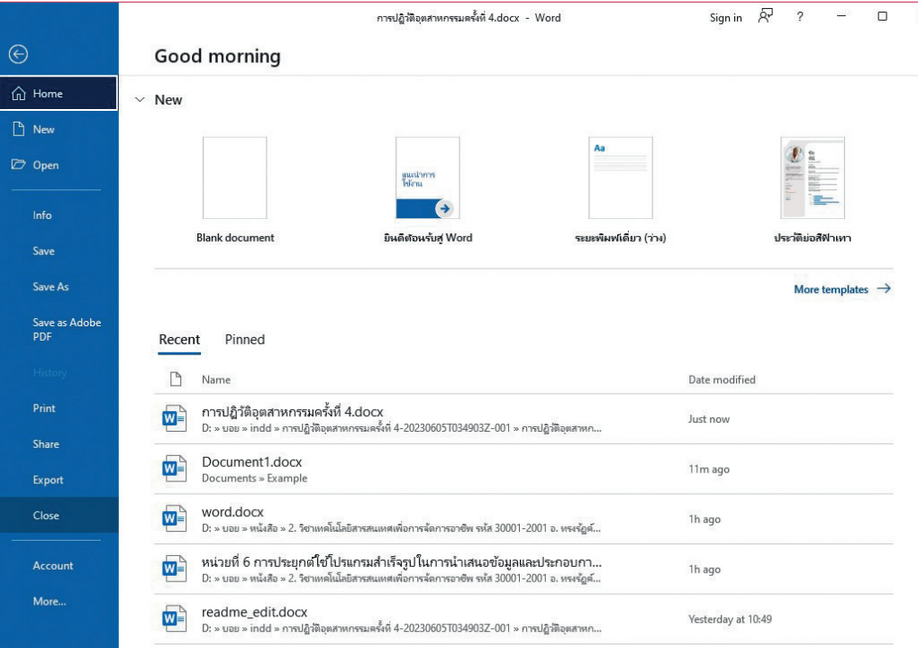 การปฏิวัติอุตสาหกรรมครั้งที่ 4.docx - Word
Sign in
?
Good morning
Home
New
Open
Info
Save
Save As
Save as Adobe
PDF
History
Print
Share
Export
Close
Account
More...
New
Aa
แนะนำการ
ใช้งาน
Blank document
ยินดีต้อนรับสู่ Word
ระยะพิมพ์เดี่ยว (ว่าง)
ประวัติย่อสีฟ้าเทา
More templates
Recent
Pinned
Name
Date modified
การปฏิวัติอุตสาหกรรมครั้งที่ 4.docx
Just now
D: » บอย » indd » การปฏิวัติอุตสาหกรรมครั้งที่ 4-20230605T034903Z-001 » การปฏิวัติอุตสาหก...
Document1.docx
11m ago
Documents » Example
word.docx
1h ago
D: » บอย » หนังสือ » 2. วิชาเทคโนโลยีสารสนเทศเพื่อการจัดการอาชีพ รหัส 30001-2001 อ. ทรงรัฏฐ์...
หน่วยที่ 6 การประยุกต์ใช้โปรแกรมสำเร็จรูปในการนำเสนอข้อมูลและประกอบกา...
1h ago
D: » บอย » หนังสือ » 2. วิชาเทคโนโลยีสารสนเทศเพื่อการจัดการอาชีพ รหัส 30001-2001 อ. ทรงรัฏฐ์...
readme_edit.docx
Yesterday at 10:49
D: » บอย » indd » การปฏิวัติอุตสาหกรรมครั้งที่ 4-20230605T034903Z-001 » การปฏิวัติอุตสาหก...